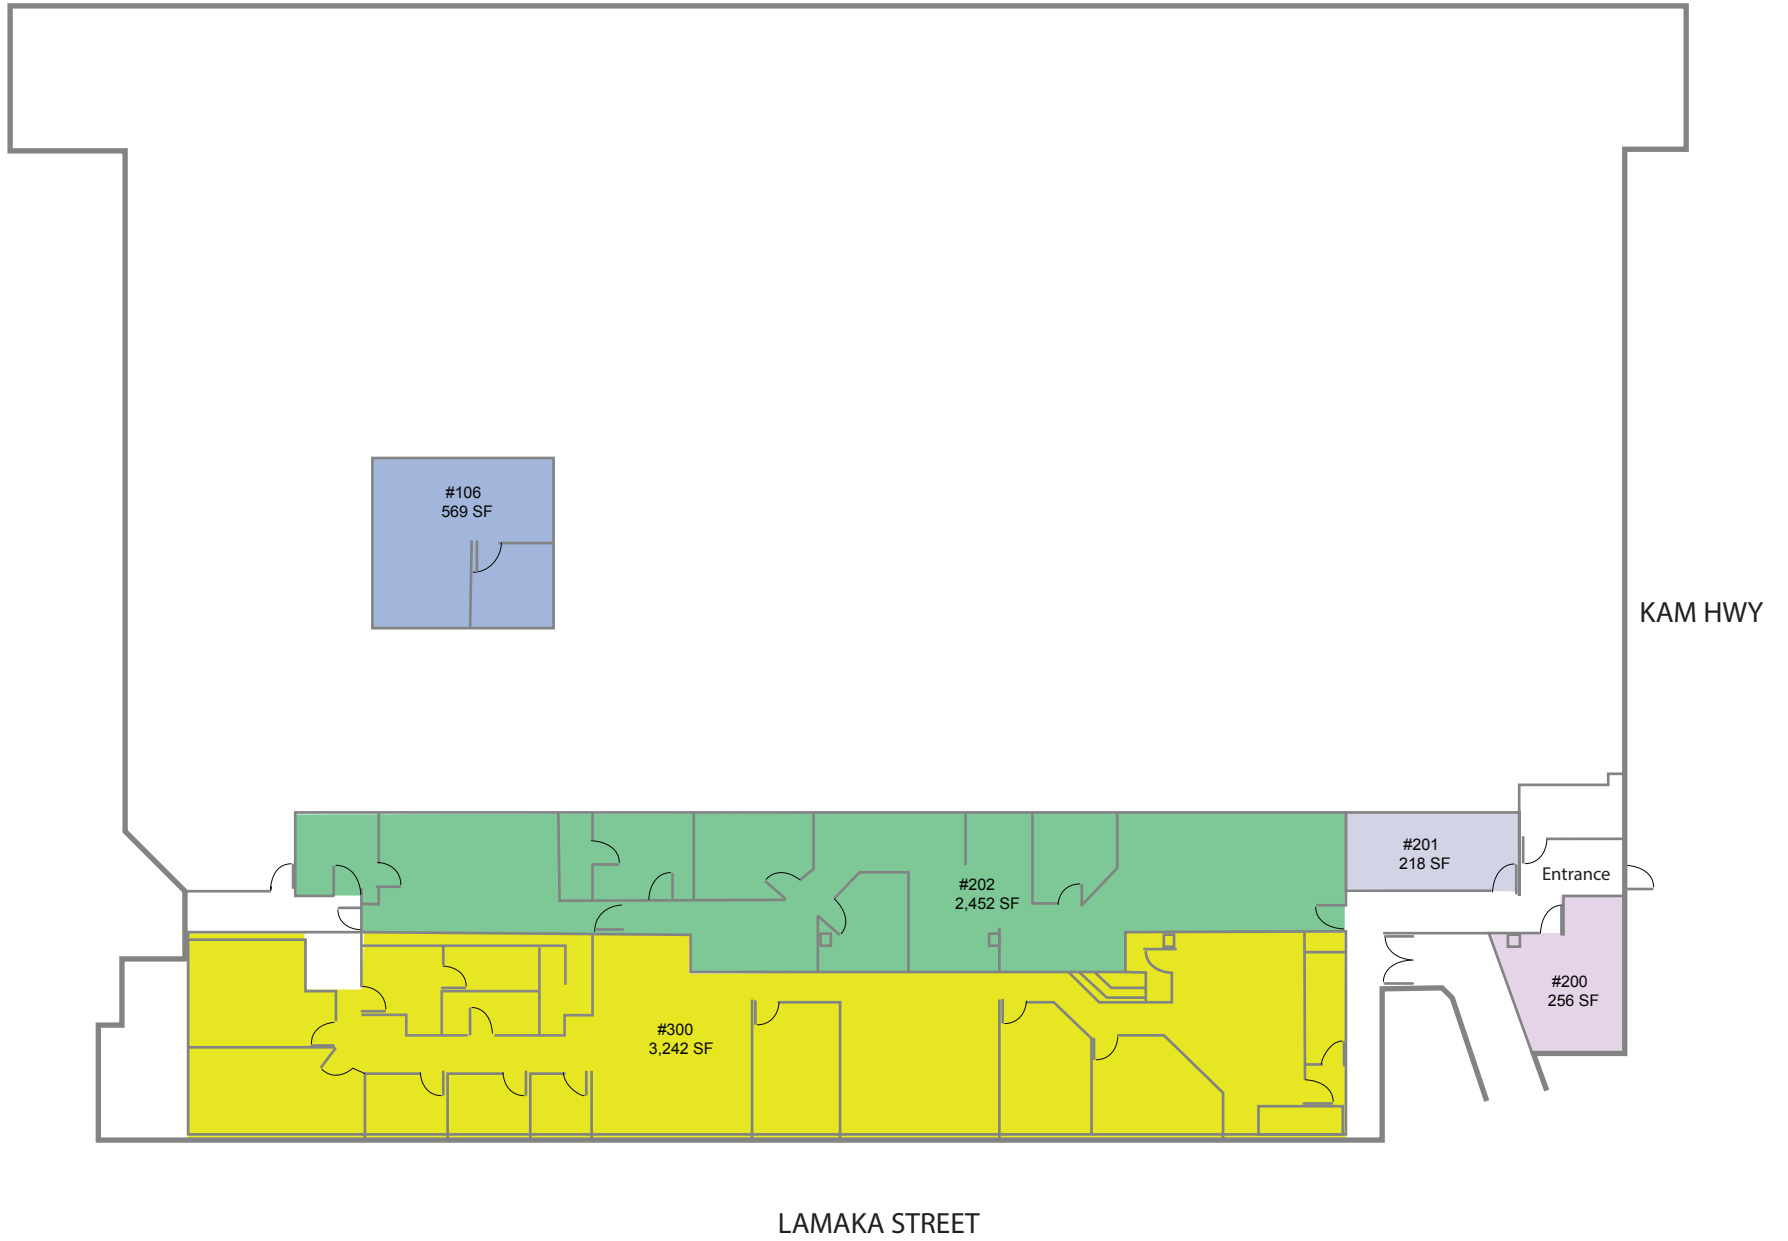 #106
569 SF
KAM HWY
#201
218 SF
Entrance
#202
2,452 SF
#200
256 SF
#300
3,242 SF
LAMAKA STREET